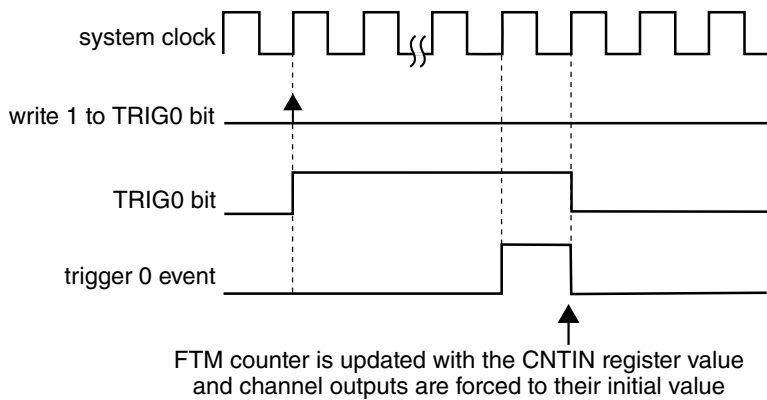 system clock
write 1 to TRIG0 bit
TRIG0 bit
trigger 0 event
FTM counter is updated with the CNTIN register value
and channel outputs are forced to their initial value